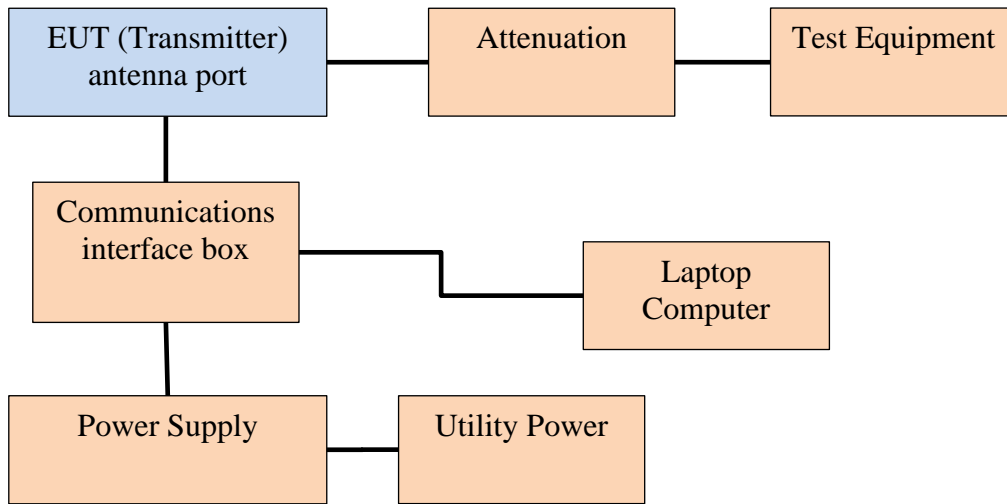 EUT (Transmitter)
antenna port
Attenuation
Test Equipment
Communications
interface box
Laptop
Computer
Power Supply
Utility Power